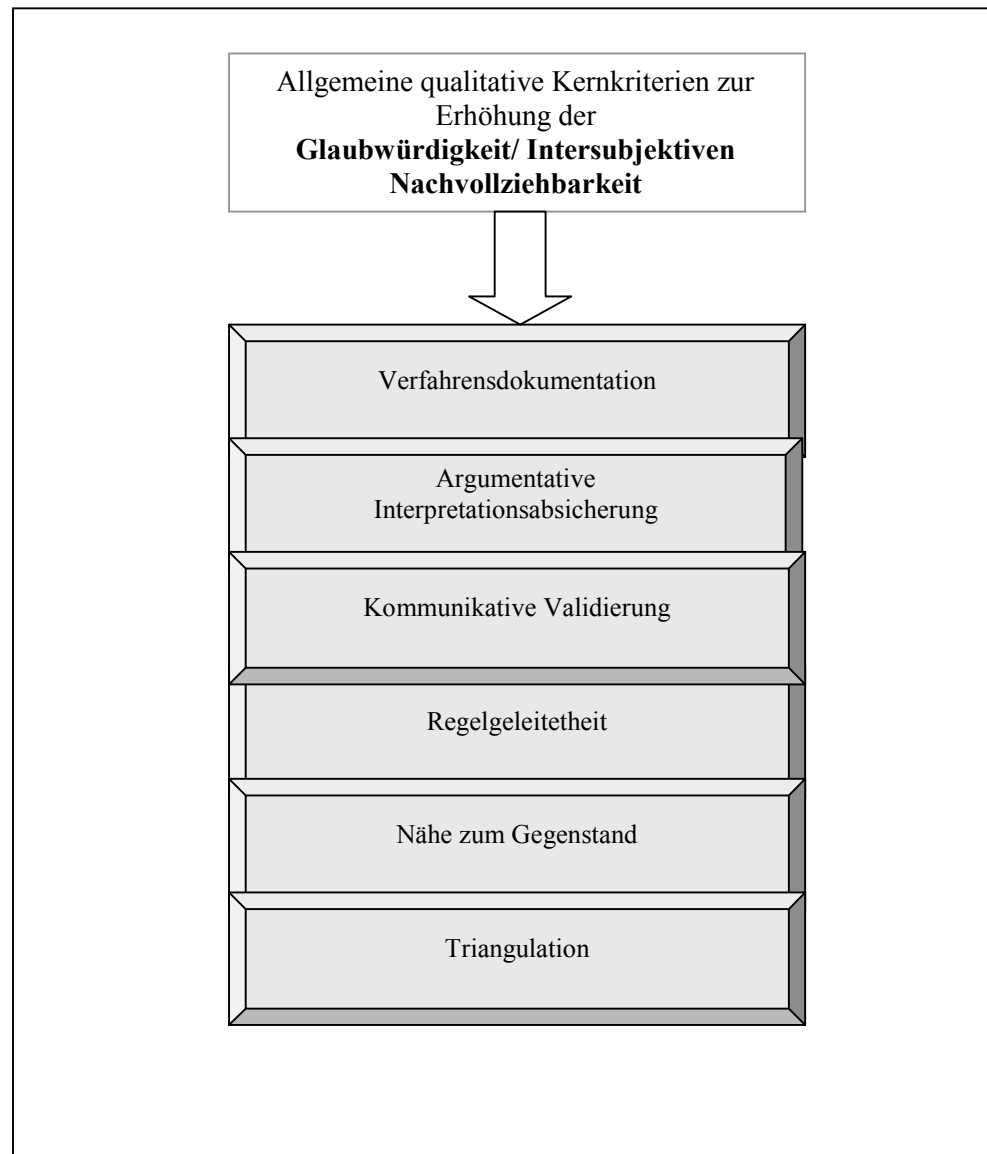 Allgemeine qualitative Kernkriterien zur
Erhöhung der
Glaubwürdigkeit/ Intersubjektiven
Nachvollziehbarkeit
Verfahrensdokumentation
Argumentative
Interpretationsabsicherung
Kommunikative Validierung
Regelgeleitetheit
Nähe zum Gegenstand
Triangulation